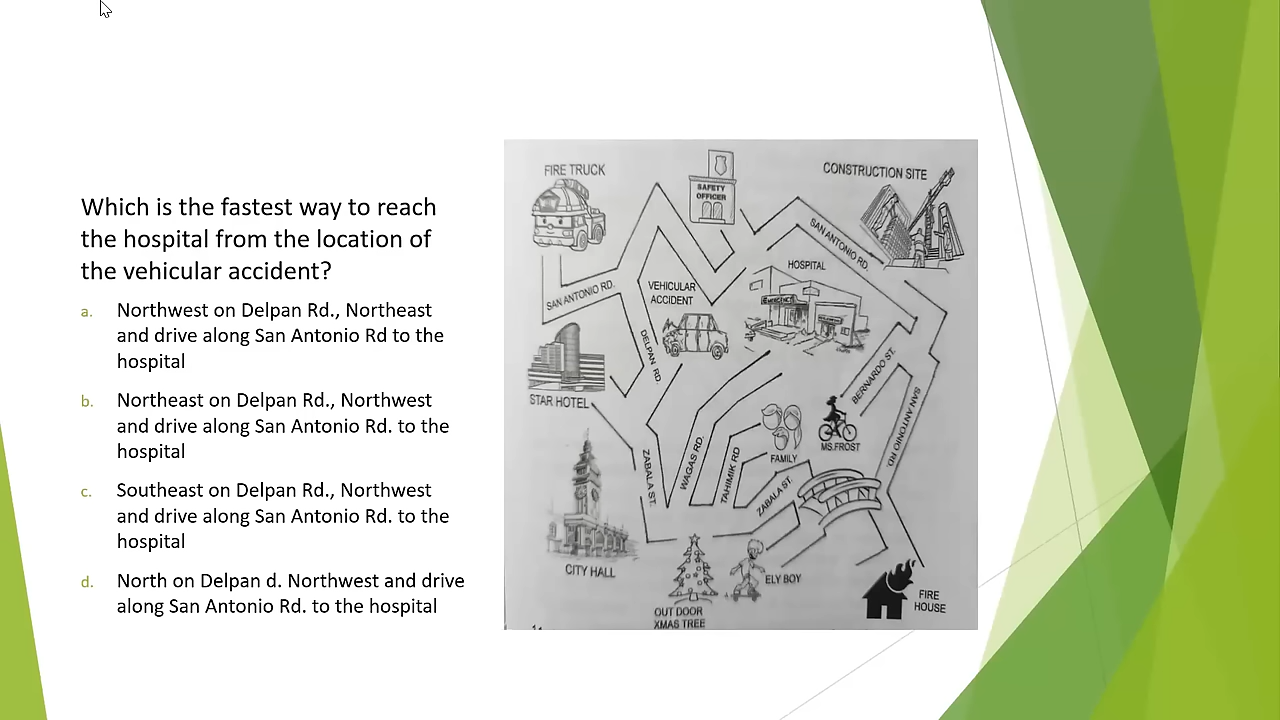 Which is the fastest way to reach
the hospital from the location of
the vehicular accident?
a. Northwest on Delpan Rd., Northeast
and drive along San Antonio Rd to the
hospital
b. Northeast on Delpan Rd., Northwest
and drive along San Antonio Rd. to the
hospital
c. Southeast on Delpan Rd., Northwest
and drive along San Antonio Rd. to the
hospital
d. North on Delpan d. Northwest and drive
along San Antonio Rd. to the hospital
FIRE TRUCK
SAFETY
OFFICER
CONSTRUCTION SITE
SAN ANTONIO RD.
HOSPITAL
EMERGENCY
SAN ANTONIO RD.
VEHICULAR
ACCIDENT
DELPAN RD.
STAR HOTEL
BERNARDO ST.
SAN ANTONIO RD.
MS.FROST
FAMILY
ZABALA ST.
WAGAS RD.
TAHIMIK RD
ZABALA ST.
CITY HALL
ELY BOY
OUT DOOR
XMAS TREE
FIRE
HOUSE